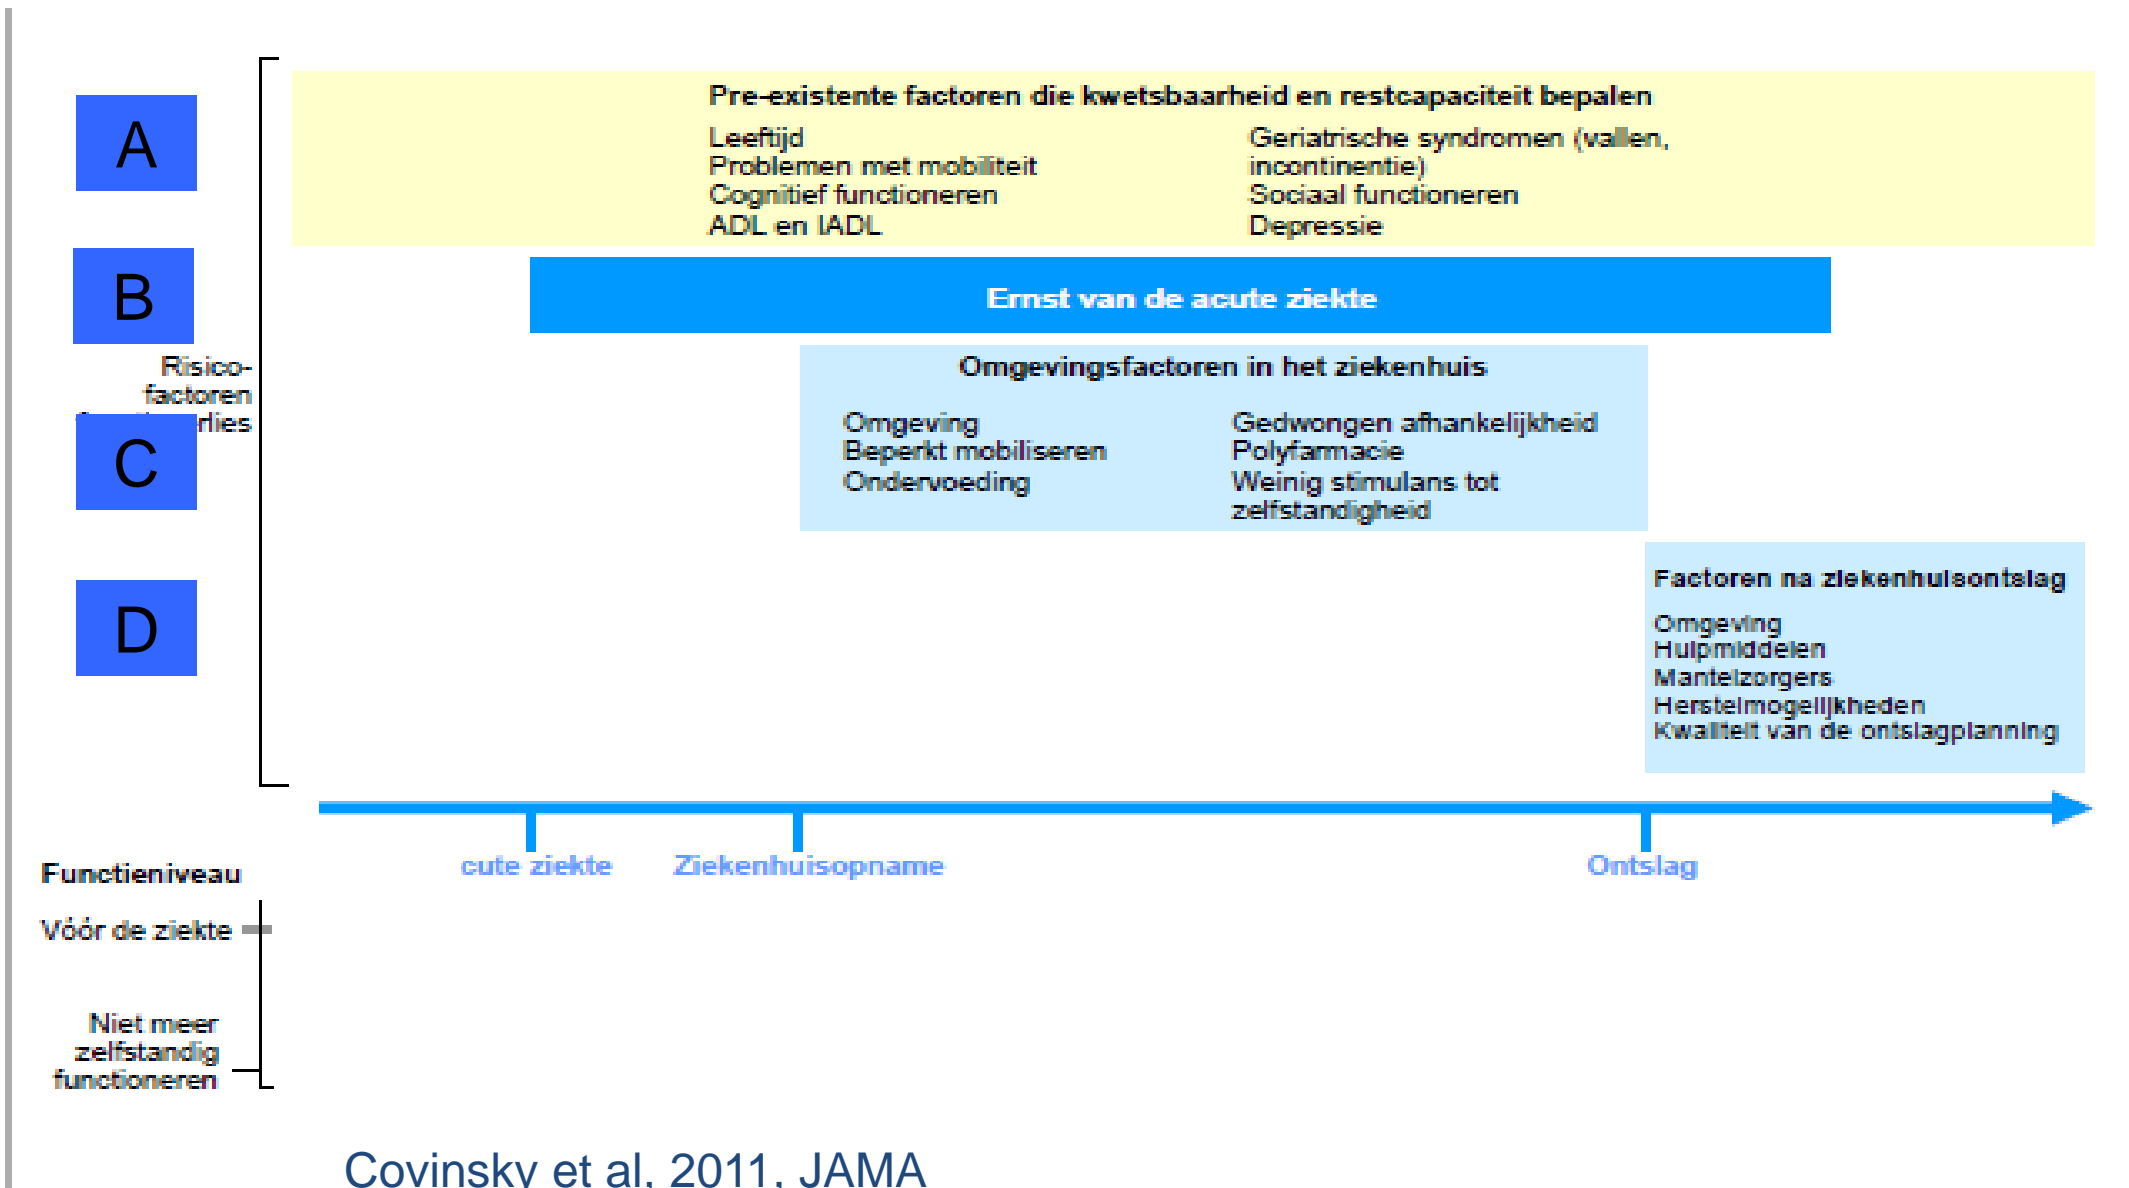 A
Pre-existente factoren die kwetsbaarheid en restcapaciteit bepalen
Leeftijd
Problemen met mobiliteit
Cognitief functioneren
ADL en IADL
Geriatrische syndromen (vallen,
incontinentie)
Sociaal functioneren
Depressie
B
Ernst van de acute ziekte
Risico-
factoren
rlies
C
Omgevingsfactoren in het ziekenhuis
Omgeving
Beperkt mobiliseren
Ondervoeding
Gedwongen afhankelijkheid
Polyfarmacie
Weinig stimulans tot
zelfstandigheid
D
Factoren na ziekenhuisontslag
Omgeving
Hulpmiddelen
Mantelzorgers
Herstelmogelijkheden
Kwaliteit van de ontslagplanning
cute ziekte
Ziekenhuisopname
Ontslag
Functieniveau
Vóór de ziekte
Niet meer
zelfstandig
functioneren
Covinsky et al, 2011, JAMA